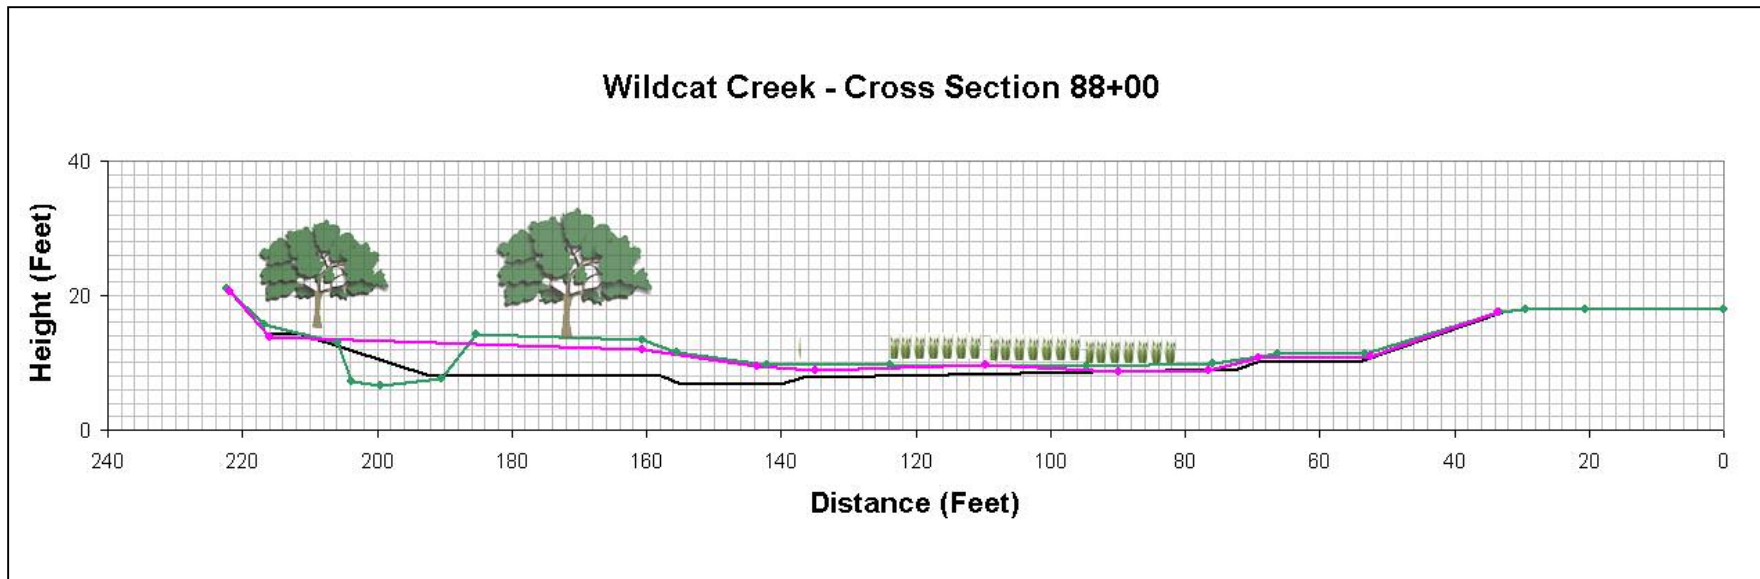 Wildcat Creek - Cross Section 88+00
40
20
0
Height (Feet)
240 220 200 180 160 140 120 100 80 60 40 20 0
Distance (Feet)